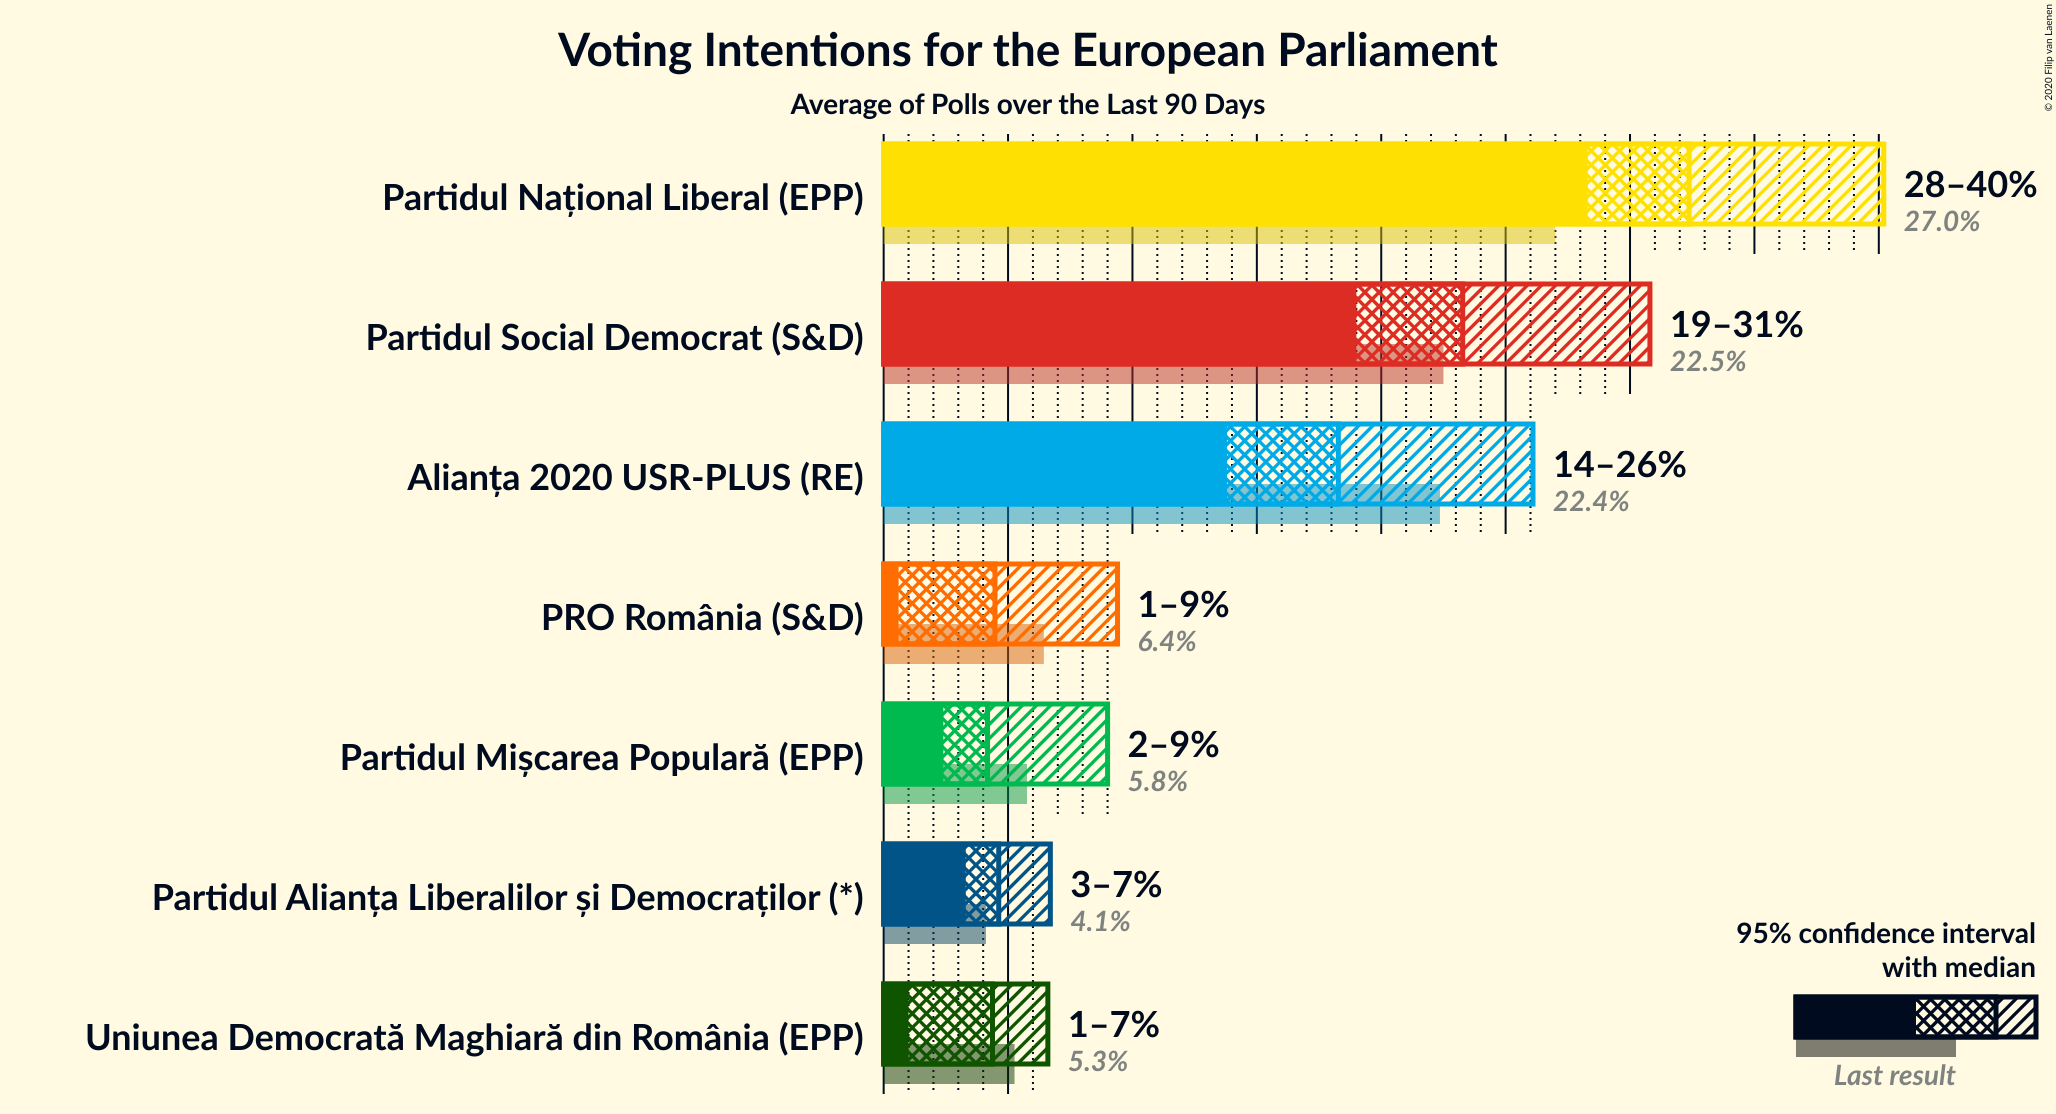 Voting Intentions for the European Parliament
Average of Polls over the Last 90 Days
© 2020 Filip van Laenen
Partidul Național Liberal (EPP)
28–40%
27.0%
Partidul Social Democrat (S&D)
19–31%
22.5%
Alianța 2020 USR-PLUS (RE)
14–26%
22.4%
PRO România (S&D)
1–9%
6.4%
Partidul Mișcarea Populară (EPP)
2–9%
5.8%
Partidul Alianța Liberalilor și Democraților (*)
3–7%
4.1%
Uniunea Democrată Maghiară din România (EPP)
1–7%
5.3%
95% confidence interval
with median
Last result